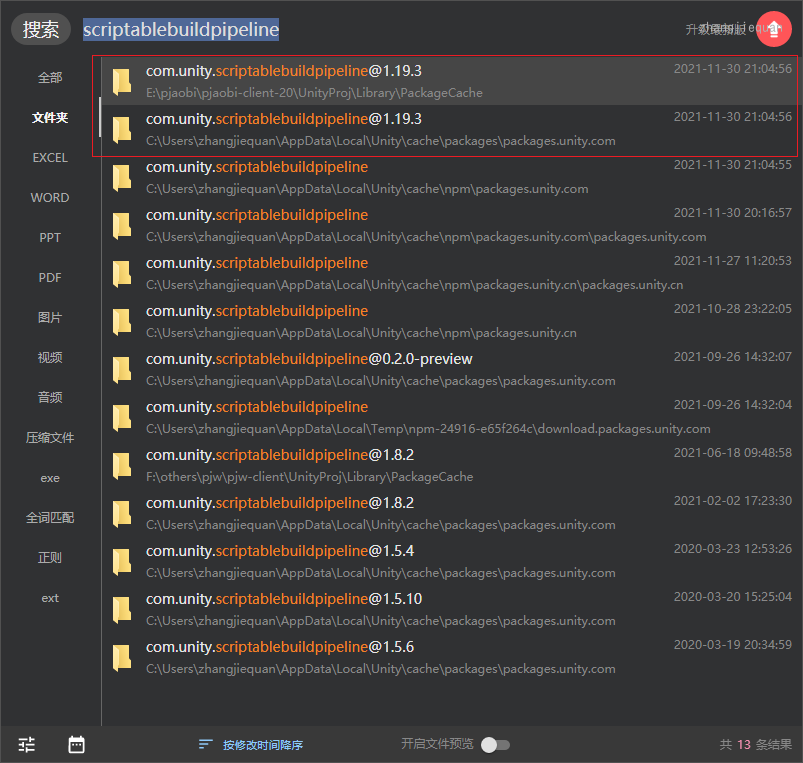 搜索
scriptablebuildpipeline
升级最新版
zhangjiequan
全部
文件夹
EXCEL
WORD
PPT
PDF
图片
视频
音频
压缩文件
exe
全词匹配
正则
ext
com.unity.scriptablebuildpipeline@1.19.3
2021-11-30 21:04:56
E:\pjaobi\pjaobi-client-20\UnityProj\Library\PackageCache
com.unity.scriptablebuildpipeline@1.19.3
2021-11-30 21:04:56
C:\Users\zhangjiequan\AppData\Local\Unity\cache\packages\packages.unity.com
com.unity.scriptablebuildpipeline
2021-11-30 21:04:55
C:\Users\zhangjiequan\AppData\Local\Unity\cache\npm\packages.unity.com
com.unity.scriptablebuildpipeline
2021-11-30 20:16:57
C:\Users\zhangjiequan\AppData\Local\Unity\cache\npm\packages.unity.com\packages.unity.com
com.unity.scriptablebuildpipeline
2021-11-27 11:20:53
C:\Users\zhangjiequan\AppData\Local\Unity\cache\npm\packages.unity.cn\packages.unity.cn
com.unity.scriptablebuildpipeline
2021-10-28 23:22:05
C:\Users\zhangjiequan\AppData\Local\Unity\cache\npm\packages.unity.cn
com.unity.scriptablebuildpipeline@0.2.0-preview
2021-09-26 14:32:07
C:\Users\zhangjiequan\AppData\Local\Unity\cache\packages\packages.unity.com
com.unity.scriptablebuildpipeline
2021-09-26 14:32:04
C:\Users\zhangjiequan\AppData\Local\Temp\npm-24916-e65f264c\download.packages.unity.com
com.unity.scriptablebuildpipeline@1.8.2
2021-06-18 09:48:58
F:\others\pjw\pjw-client\UnityProj\Library\PackageCache
com.unity.scriptablebuildpipeline@1.8.2
2021-02-02 17:23:30
C:\Users\zhangjiequan\AppData\Local\Unity\cache\packages\packages.unity.com
com.unity.scriptablebuildpipeline@1.5.4
2020-03-23 12:53:26
C:\Users\zhangjiequan\AppData\Local\Unity\cache\packages\packages.unity.com
com.unity.scriptablebuildpipeline@1.5.10
2020-03-20 15:25:04
C:\Users\zhangjiequan\AppData\Local\Unity\cache\packages\packages.unity.com
com.unity.scriptablebuildpipeline@1.5.6
2020-03-19 20:34:59
C:\Users\zhangjiequan\AppData\Local\Unity\cache\packages\packages.unity.com
按修改时间降序
开启文件预览
共 13 条结果